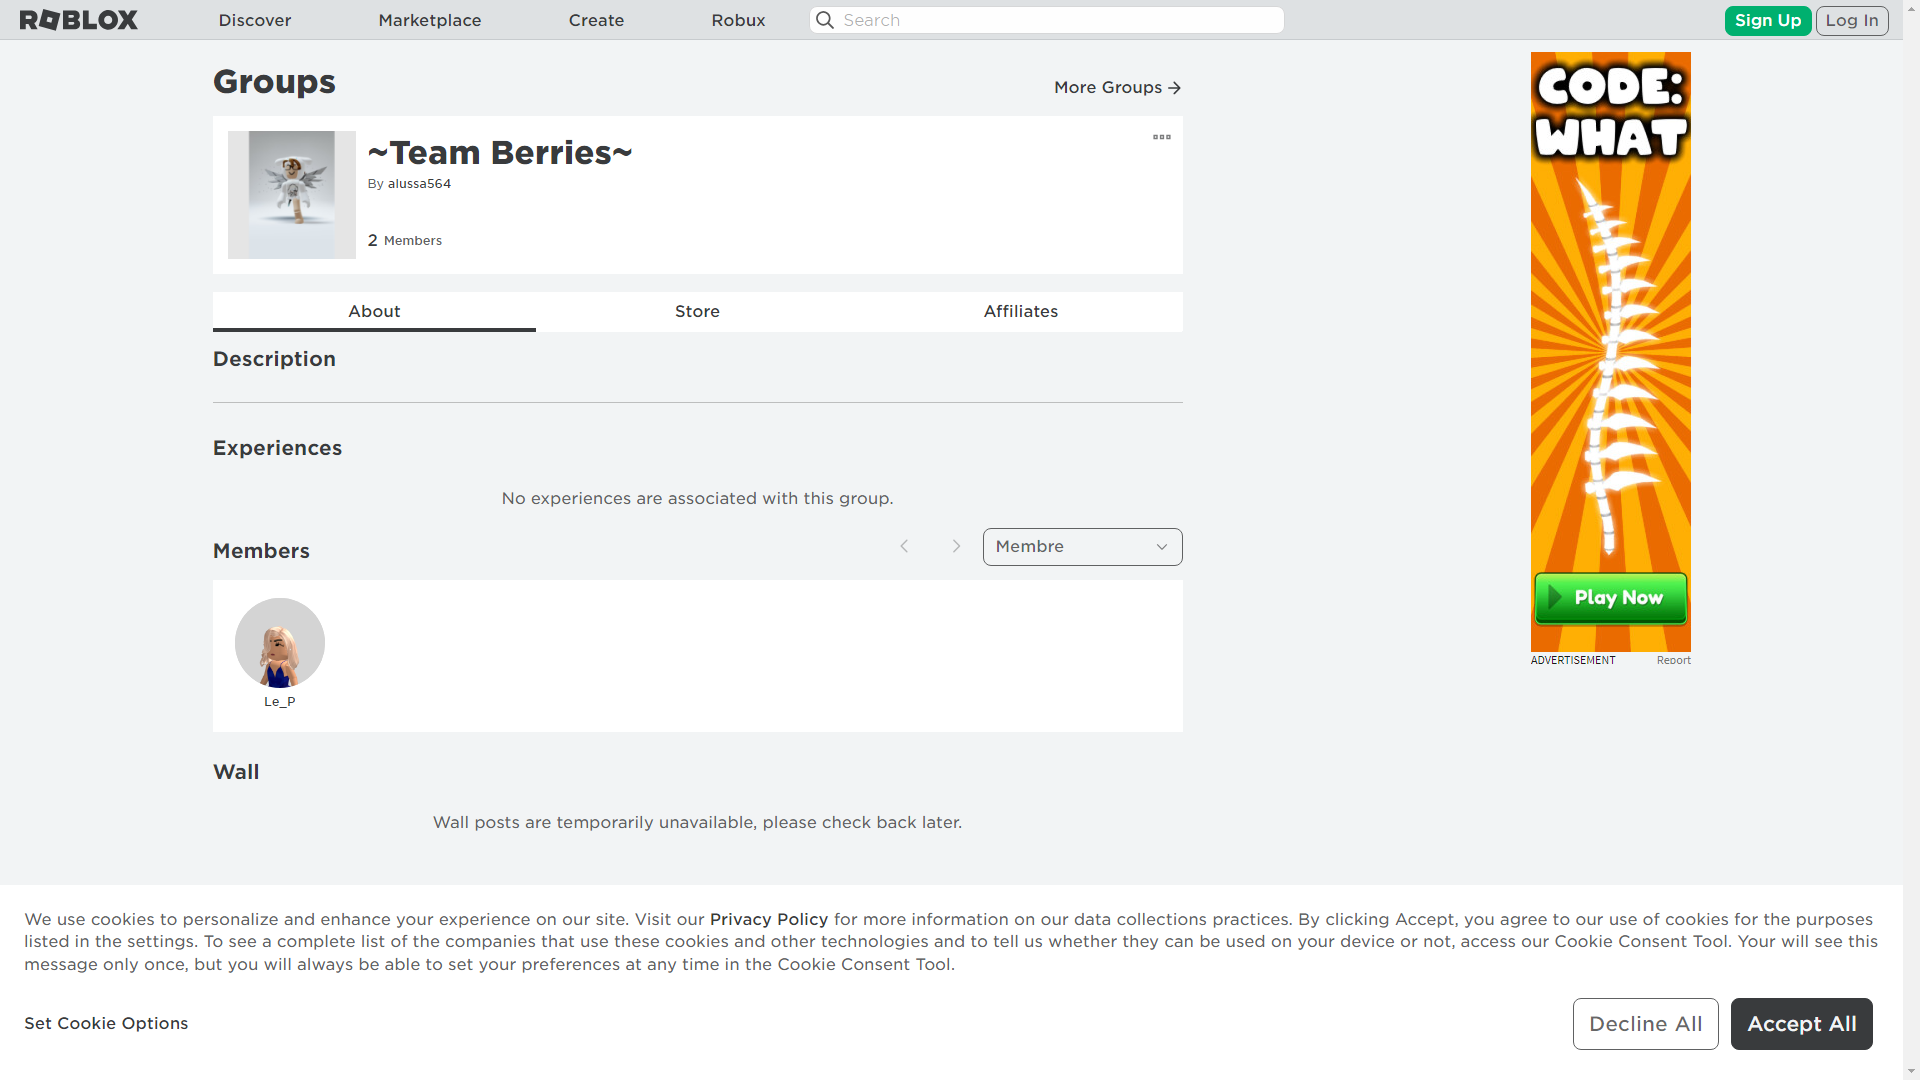 ROBLOX
Discover
Marketplace
Create
Robux
Search
Sign Up
Log In
Groups
More Groups
~Team Berries~
By alussa564
2 Members
About
Store
Affiliates
Description
Experiences
No experiences are associated with this group.
Members
Membre
Le_P
Wall
Wall posts are temporarily unavailable, please check back later.
CODE:
WHAT
Play Now
ADVERTISEMENT
Report
We use cookies to personalize and enhance your experience on our site. Visit our Privacy Policy for more information on our data collections practices. By clicking Accept, you agree to our use of cookies for the purposes
listed in the settings. To see a complete list of the companies that use these cookies and other technologies and to tell us whether they can be used on your device or not, access our Cookie Consent Tool. Your will see this
message only once, but you will always be able to set your preferences at any time in the Cookie Consent Tool.
Set Cookie Options
Decline All
Accept All